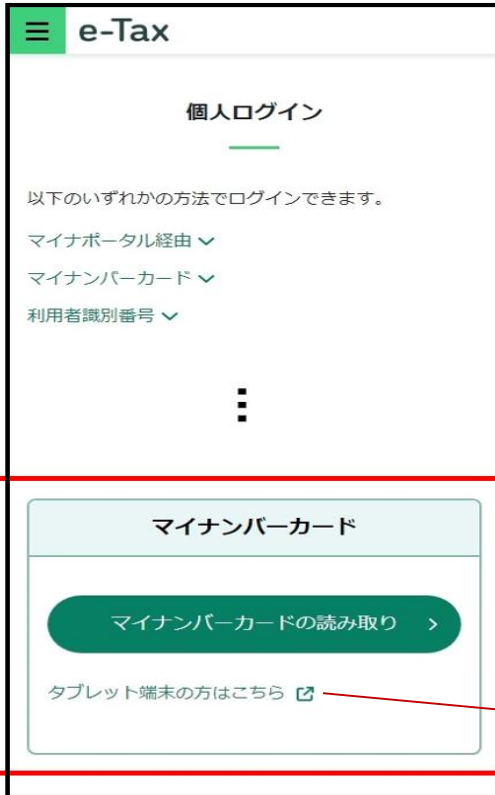 e-Tax
個人ログイン
以下のいずれかの方法でログインできます。
マイナポータル経由
マイナンバーカード
利用者識別番号
マイナンバーカード
マイナンバーカードの読み取り
タブレット端末の方はこちら